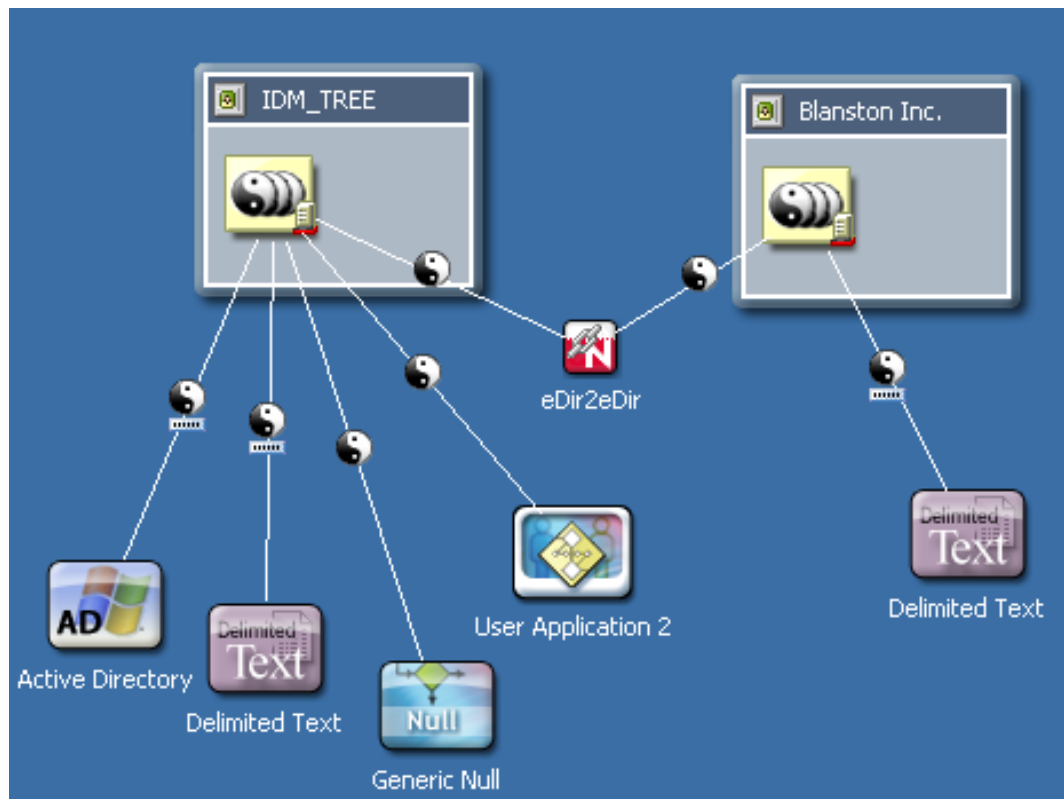 IDM_TREE
Blanston Inc.
N
eDir2eDir
Delimited
Text
Delimited Text
AD
Active Directory
Delimited
Text
Delimited Text
User Application 2
Null
Generic Null